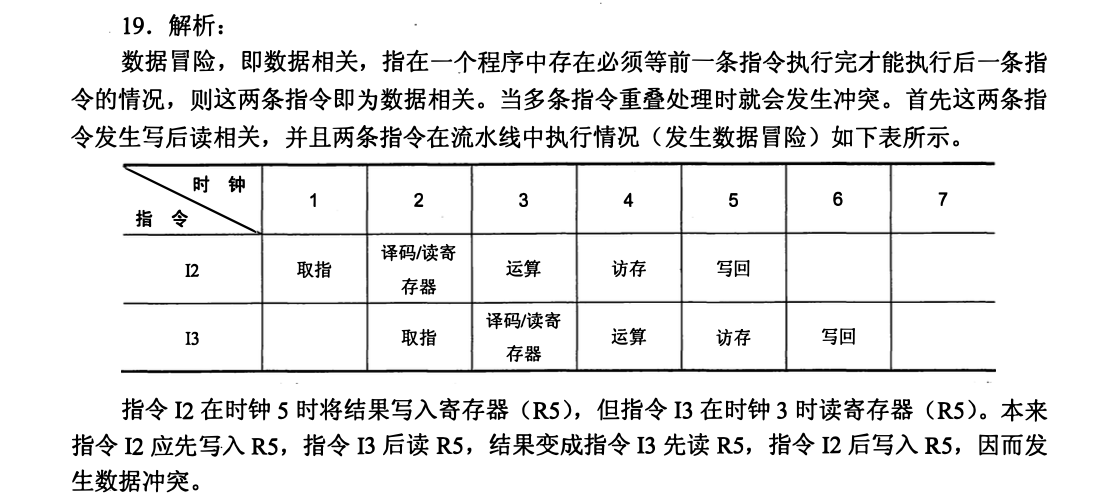 19．解析：
数据冒险，即数据相关，指在一个程序中存在必须等前一条指令执行完才能执行后一条指
令的情况，则这两条指令即为数据相关。当多条指令重叠处理时就会发生冲突。首先这两条指
令发生写后读相关，并且两条指令在流水线中执行情况（发生数据冒险）如下表所示。
时 钟
指 令
1 2 3 4 5 6 7
I2 取指 译码/读寄存器 运算 访存 写回
I3 取指 译码/读寄存器 运算 访存 写回
指令 I2 在时钟 5 时将结果写入寄存器（R5），但指令 I3 在时钟 3 时读寄存器（R5）。本来
指令 I2 应先写入 R5，指令 I3 后读 R5，结果变成指令 I3 先读 R5，指令 I2 后写入 R5，因而发
生数据冲突。